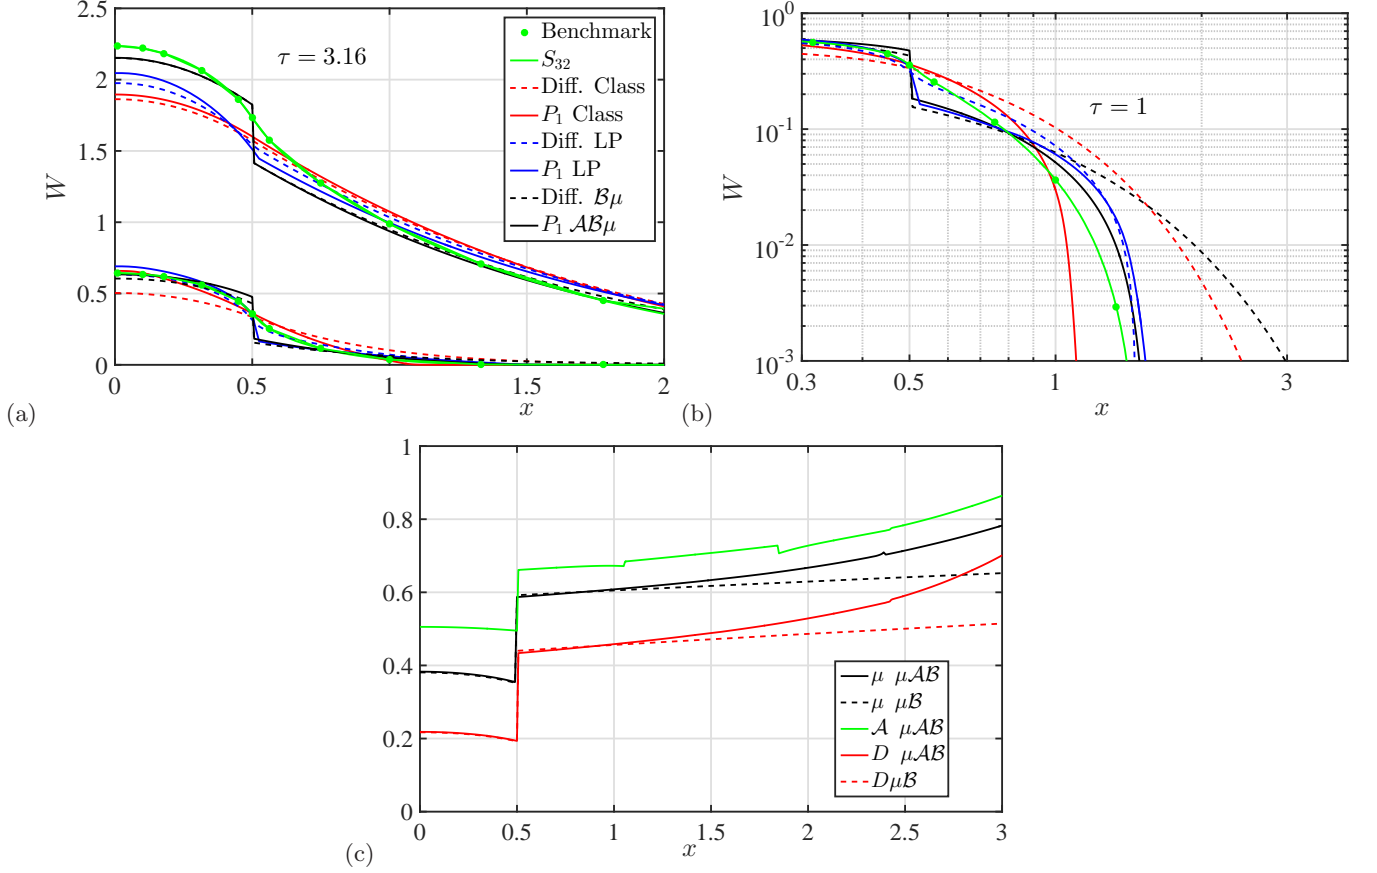 2.5
2
1.5
1
0.5
0
W
τ = 3.16
Benchmark
S32
Diff. Class
P1 Class
Diff. LP
P1 LP
Diff. ℬμ
P1 𝒜ℬμ
0 0.5 1 1.5 2
x
(a)
10^0
10^-1
10^-2
10^-3
W
τ = 1
0.3 0.5 1 3
x
(b)
1
0.8
0.6
0.4
0.2
0
μ μ𝒜ℬ
μ μℬ
𝒜 μ𝒜ℬ
D μ𝒜ℬ
Dμℬ
0 0.5 1 1.5 2 2.5 3
x
(c)